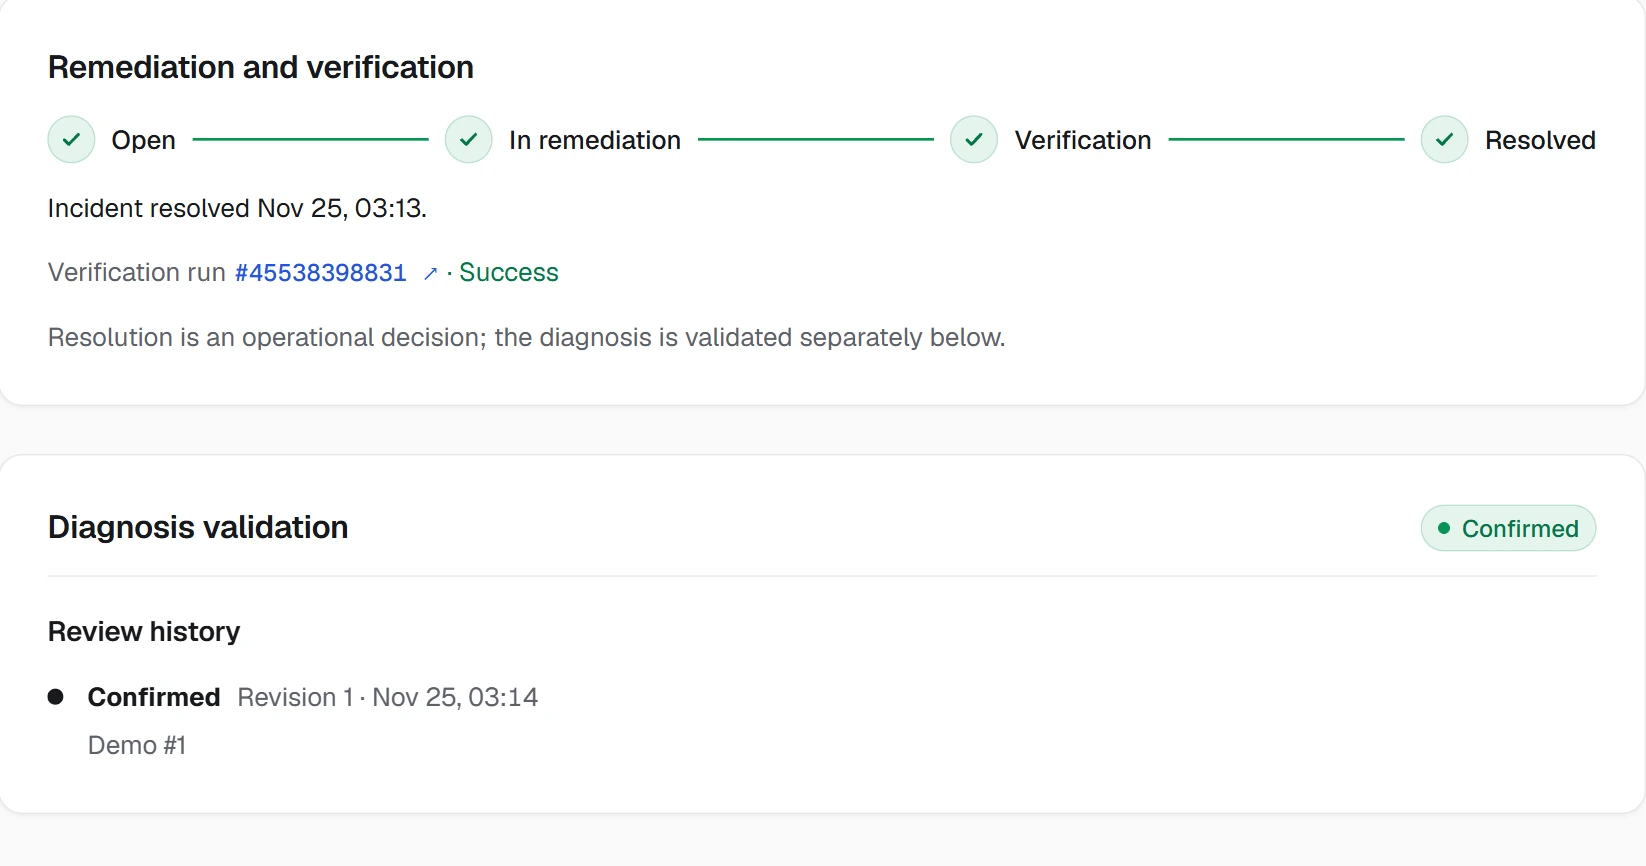 Remediation and verification
Open In remediation Verification Resolved
Incident resolved Nov 25, 03:13.
Verification run #45538398831 ↗ · Success
Resolution is an operational decision; the diagnosis is validated separately below.
Diagnosis validation Confirmed
Review history
Confirmed Revision 1 · Nov 25, 03:14
Demo #1